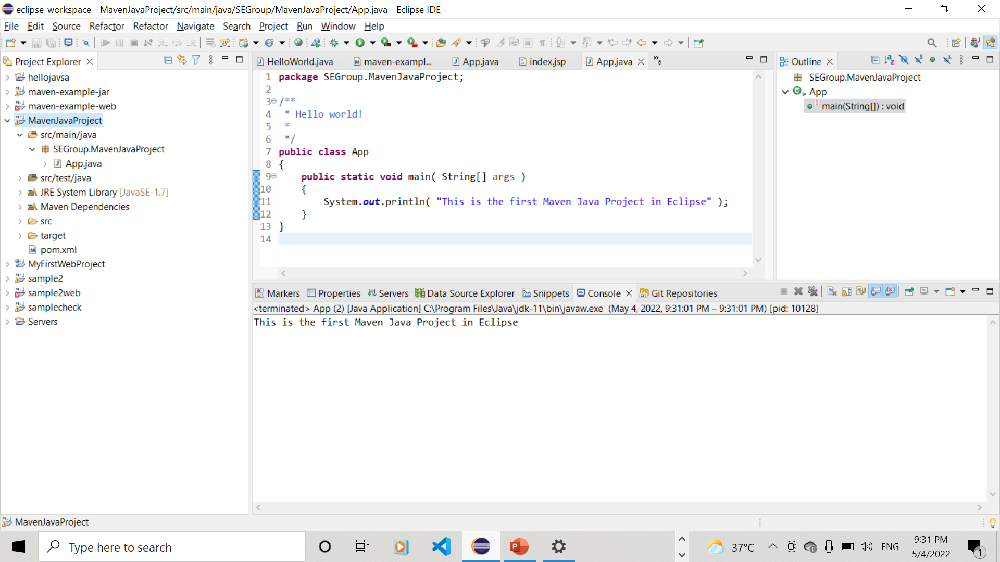 eclipse-workspace - MavenJavaProject/src/main/java/SEGroup/MavenJavaProject/App.java - Eclipse IDE
File Edit Source Refactor Refactor Navigate Search Project Run Window Help
Project Explorer
hellojavsa
maven-example-jar
maven-example-web
MavenJavaProject
src/main/java
SEGroup.MavenJavaProject
App.java
src/test/java
JRE System Library [JavaSE-1.7]
Maven Dependencies
src
target
pom.xml
MyFirstWebProject
sample2
sample2web
samplecheck
Servers
HelloWorld.java maven-exampl... App.java index.jsp App.java »6
1 package SEGroup.MavenJavaProject;
2
3 /**
4  * Hello world!
5  *
6  */
7 public class App
8 {
9     public static void main( String[] args )
10     {
11         System.out.println( "This is the first Maven Java Project in Eclipse" );
12     }
13 }
14
Outline
SEGroup.MavenJavaProject
App
main(String[]) : void
Markers Properties Servers Data Source Explorer Snippets Console Git Repositories
<terminated> App (2) [Java Application] C:\Program Files\Java\jdk-11\bin\javaw.exe (May 4, 2022, 9:31:01 PM – 9:31:01 PM) [pid: 10128]
This is the first Maven Java Project in Eclipse
MavenJavaProject
Type here to search
37°C
ENG
9:31 PM
5/4/2022
1